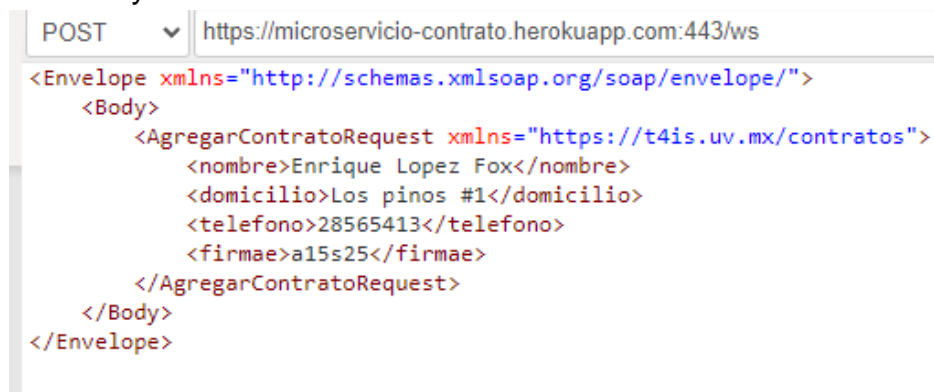 POST https://microservicio-contrato.herokuapp.com:443/ws
<Envelope xmlns="http://schemas.xmlsoap.org/soap/envelope/">
    <Body>
        <AgregarContratoRequest xmlns="https://t4is.uv.mx/contratos">
            <nombre>Enrique Lopez Fox</nombre>
            <domicilio>Los pinos #1</domicilio>
            <telefono>28565413</telefono>
            <firmae>a15s25</firmae>
        </AgregarContratoRequest>
    </Body>
</Envelope>